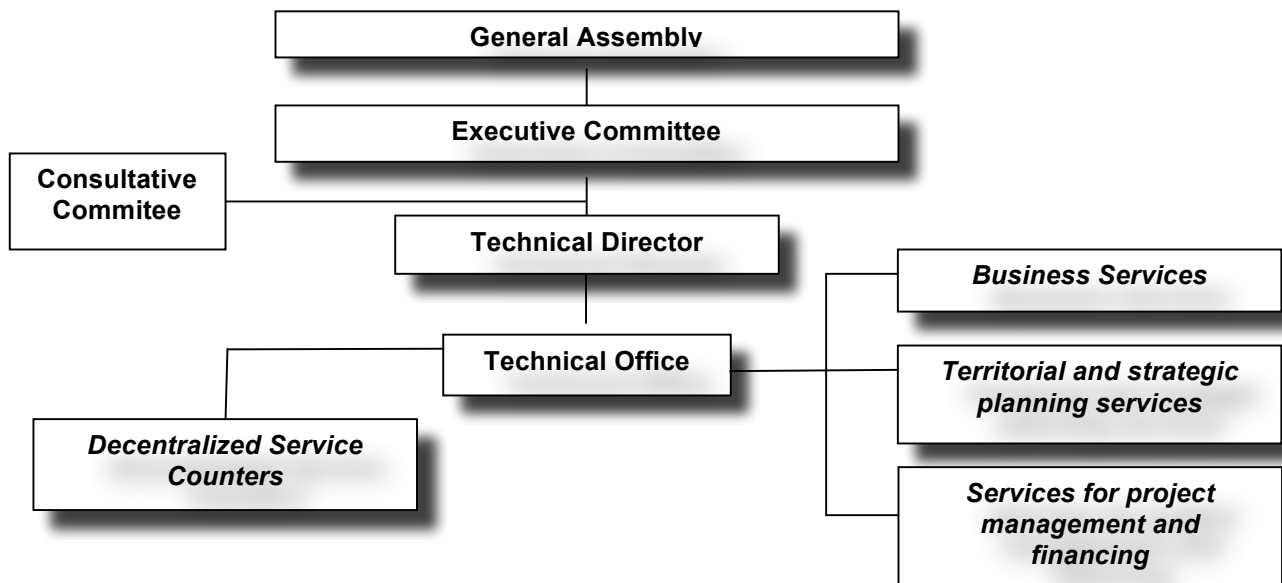 General Assembly
Executive Committee
Consultative
Commitee
Technical Director
Business Services
Technical Office
Territorial and strategic
planning services
Decentralized Service
Counters
Services for project
management and
financing